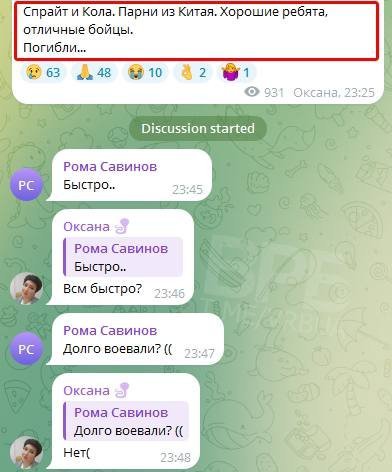 Спрайт и Кола. Парни из Китая. Хорошие ребята,
отличные бойцы.
Погибли...
63 48 10 2 1
931 Оксана, 23:25
Discussion started
Рома Савинов
РС Быстро.. 23:45
Оксана
Рома Савинов
Быстро..
Всм быстро? 23:46
Рома Савинов
РС Долго воевали? (( 23:47
Оксана
Рома Савинов
Долго воевали? ((
Нет( 23:48